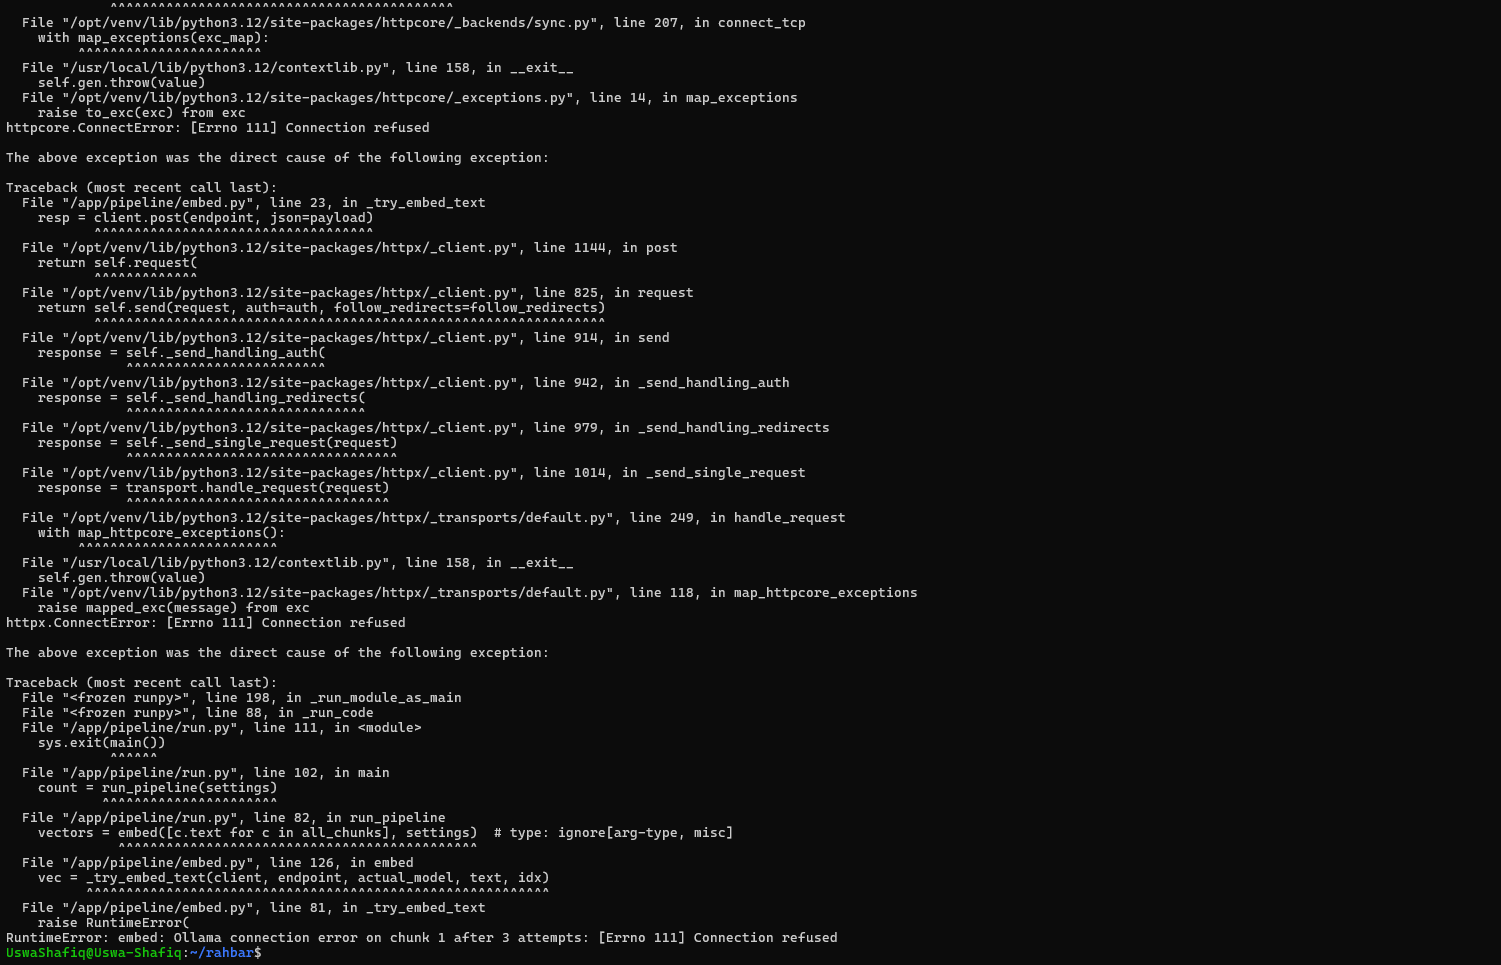 ^^^^^^^^^^^^^^^^^^^^^^^^^^^^^^^^^^^^^^^^^^^
  File "/opt/venv/lib/python3.12/site-packages/httpcore/_backends/sync.py", line 207, in connect_tcp
    with map_exceptions(exc_map):
         ^^^^^^^^^^^^^^^^^^^^^^^
  File "/usr/local/lib/python3.12/contextlib.py", line 158, in __exit__
    self.gen.throw(value)
  File "/opt/venv/lib/python3.12/site-packages/httpcore/_exceptions.py", line 14, in map_exceptions
    raise to_exc(exc) from exc
httpcore.ConnectError: [Errno 111] Connection refused

The above exception was the direct cause of the following exception:

Traceback (most recent call last):
  File "/app/pipeline/embed.py", line 23, in _try_embed_text
    resp = client.post(endpoint, json=payload)
           ^^^^^^^^^^^^^^^^^^^^^^^^^^^^^^^^^^^
  File "/opt/venv/lib/python3.12/site-packages/httpx/_client.py", line 1144, in post
    return self.request(
           ^^^^^^^^^^^^^
  File "/opt/venv/lib/python3.12/site-packages/httpx/_client.py", line 825, in request
    return self.send(request, auth=auth, follow_redirects=follow_redirects)
           ^^^^^^^^^^^^^^^^^^^^^^^^^^^^^^^^^^^^^^^^^^^^^^^^^^^^^^^^^^^^^^^^
  File "/opt/venv/lib/python3.12/site-packages/httpx/_client.py", line 914, in send
    response = self._send_handling_auth(
               ^^^^^^^^^^^^^^^^^^^^^^^^^
  File "/opt/venv/lib/python3.12/site-packages/httpx/_client.py", line 942, in _send_handling_auth
    response = self._send_handling_redirects(
               ^^^^^^^^^^^^^^^^^^^^^^^^^^^^^^
  File "/opt/venv/lib/python3.12/site-packages/httpx/_client.py", line 979, in _send_handling_redirects
    response = self._send_single_request(request)
               ^^^^^^^^^^^^^^^^^^^^^^^^^^^^^^^^^^
  File "/opt/venv/lib/python3.12/site-packages/httpx/_client.py", line 1014, in _send_single_request
    response = transport.handle_request(request)
               ^^^^^^^^^^^^^^^^^^^^^^^^^^^^^^^^^
  File "/opt/venv/lib/python3.12/site-packages/httpx/_transports/default.py", line 249, in handle_request
    with map_httpcore_exceptions():
         ^^^^^^^^^^^^^^^^^^^^^^^^^
  File "/usr/local/lib/python3.12/contextlib.py", line 158, in __exit__
    self.gen.throw(value)
  File "/opt/venv/lib/python3.12/site-packages/httpx/_transports/default.py", line 118, in map_httpcore_exceptions
    raise mapped_exc(message) from exc
httpx.ConnectError: [Errno 111] Connection refused

The above exception was the direct cause of the following exception:

Traceback (most recent call last):
  File "<frozen runpy>", line 198, in _run_module_as_main
  File "<frozen runpy>", line 88, in _run_code
  File "/app/pipeline/run.py", line 111, in <module>
    sys.exit(main())
             ^^^^^^
  File "/app/pipeline/run.py", line 102, in main
    count = run_pipeline(settings)
            ^^^^^^^^^^^^^^^^^^^^^^
  File "/app/pipeline/run.py", line 82, in run_pipeline
    vectors = embed([c.text for c in all_chunks], settings)  # type: ignore[arg-type, misc]
              ^^^^^^^^^^^^^^^^^^^^^^^^^^^^^^^^^^^^^^^^^^^^^
  File "/app/pipeline/embed.py", line 126, in embed
    vec = _try_embed_text(client, endpoint, actual_model, text, idx)
          ^^^^^^^^^^^^^^^^^^^^^^^^^^^^^^^^^^^^^^^^^^^^^^^^^^^^^^^^^^
  File "/app/pipeline/embed.py", line 81, in _try_embed_text
    raise RuntimeError(
RuntimeError: embed: Ollama connection error on chunk 1 after 3 attempts: [Errno 111] Connection refused
UswaShafiq@Uswa-Shafiq:~/rahbar$